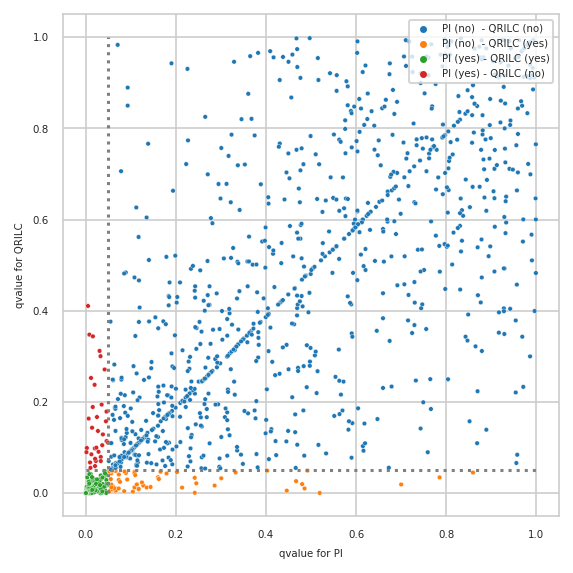 PI (no)  - QRILC (no)
PI (no)  - QRILC (yes)
PI (yes) - QRILC (yes)
PI (yes) - QRILC (no)
1.0
0.8
0.6
0.4
0.2
0.0
qvalue for QRILC
0.0 0.2 0.4 0.6 0.8 1.0
qvalue for PI